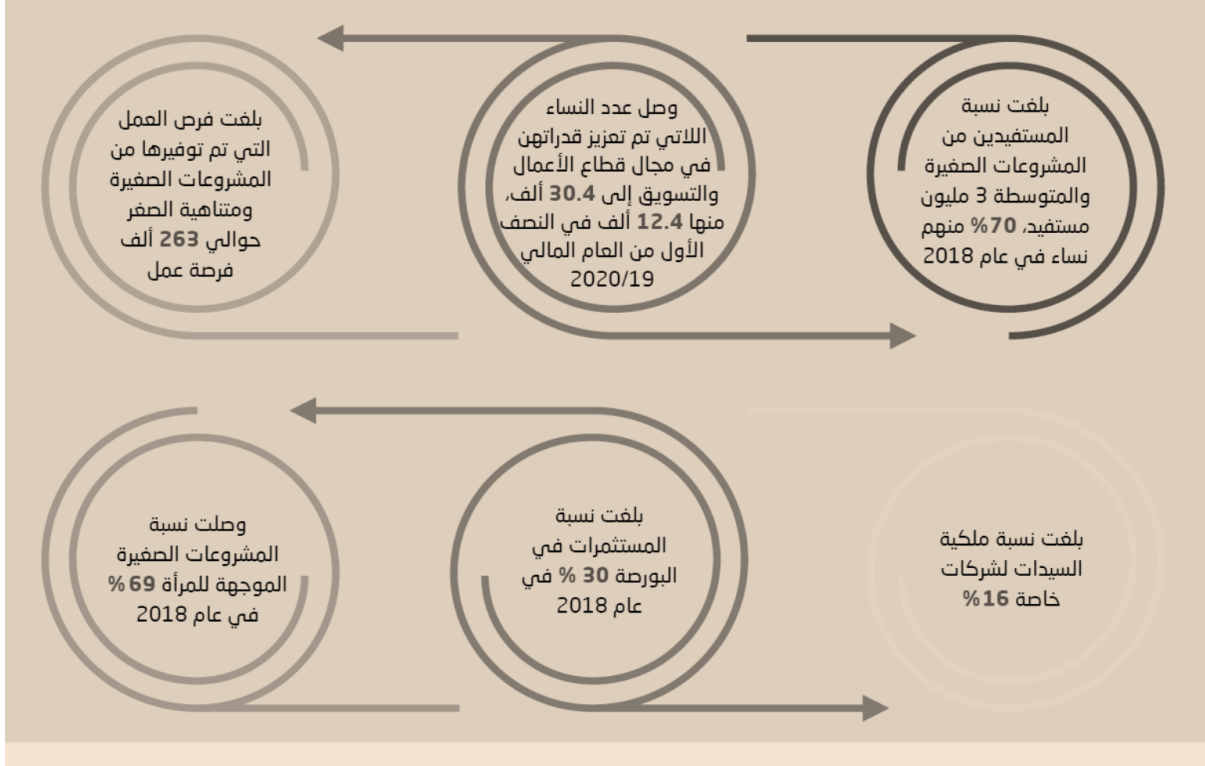 بلغت نسبة
المستفيدين من
المشروعات الصغيرة
والمتوسطة 3 مليون
مستفيد، 70% منهم
نساء في عام 2018
وصل عدد النساء
اللاتي تم تعزيز قدراتهن
في مجال قطاع الأعمال
والتسويق إلى 30.4 ألف،
منها 12.4 ألف في النصف
الأول من العام المالي
2020/19
بلغت فرص العمل
التي تم توفيرها من
المشروعات الصغيرة
ومتناهية الصغر
حوالي 263 ألف
فرصة عمل
بلغت نسبة ملكية
السيدات لشركات
خاصة 16%
بلغت نسبة
المستثمرات في
البورصة 30 % في
عام 2018
وصلت نسبة
المشروعات الصغيرة
الموجهة للمرأة 69%
في عام 2018